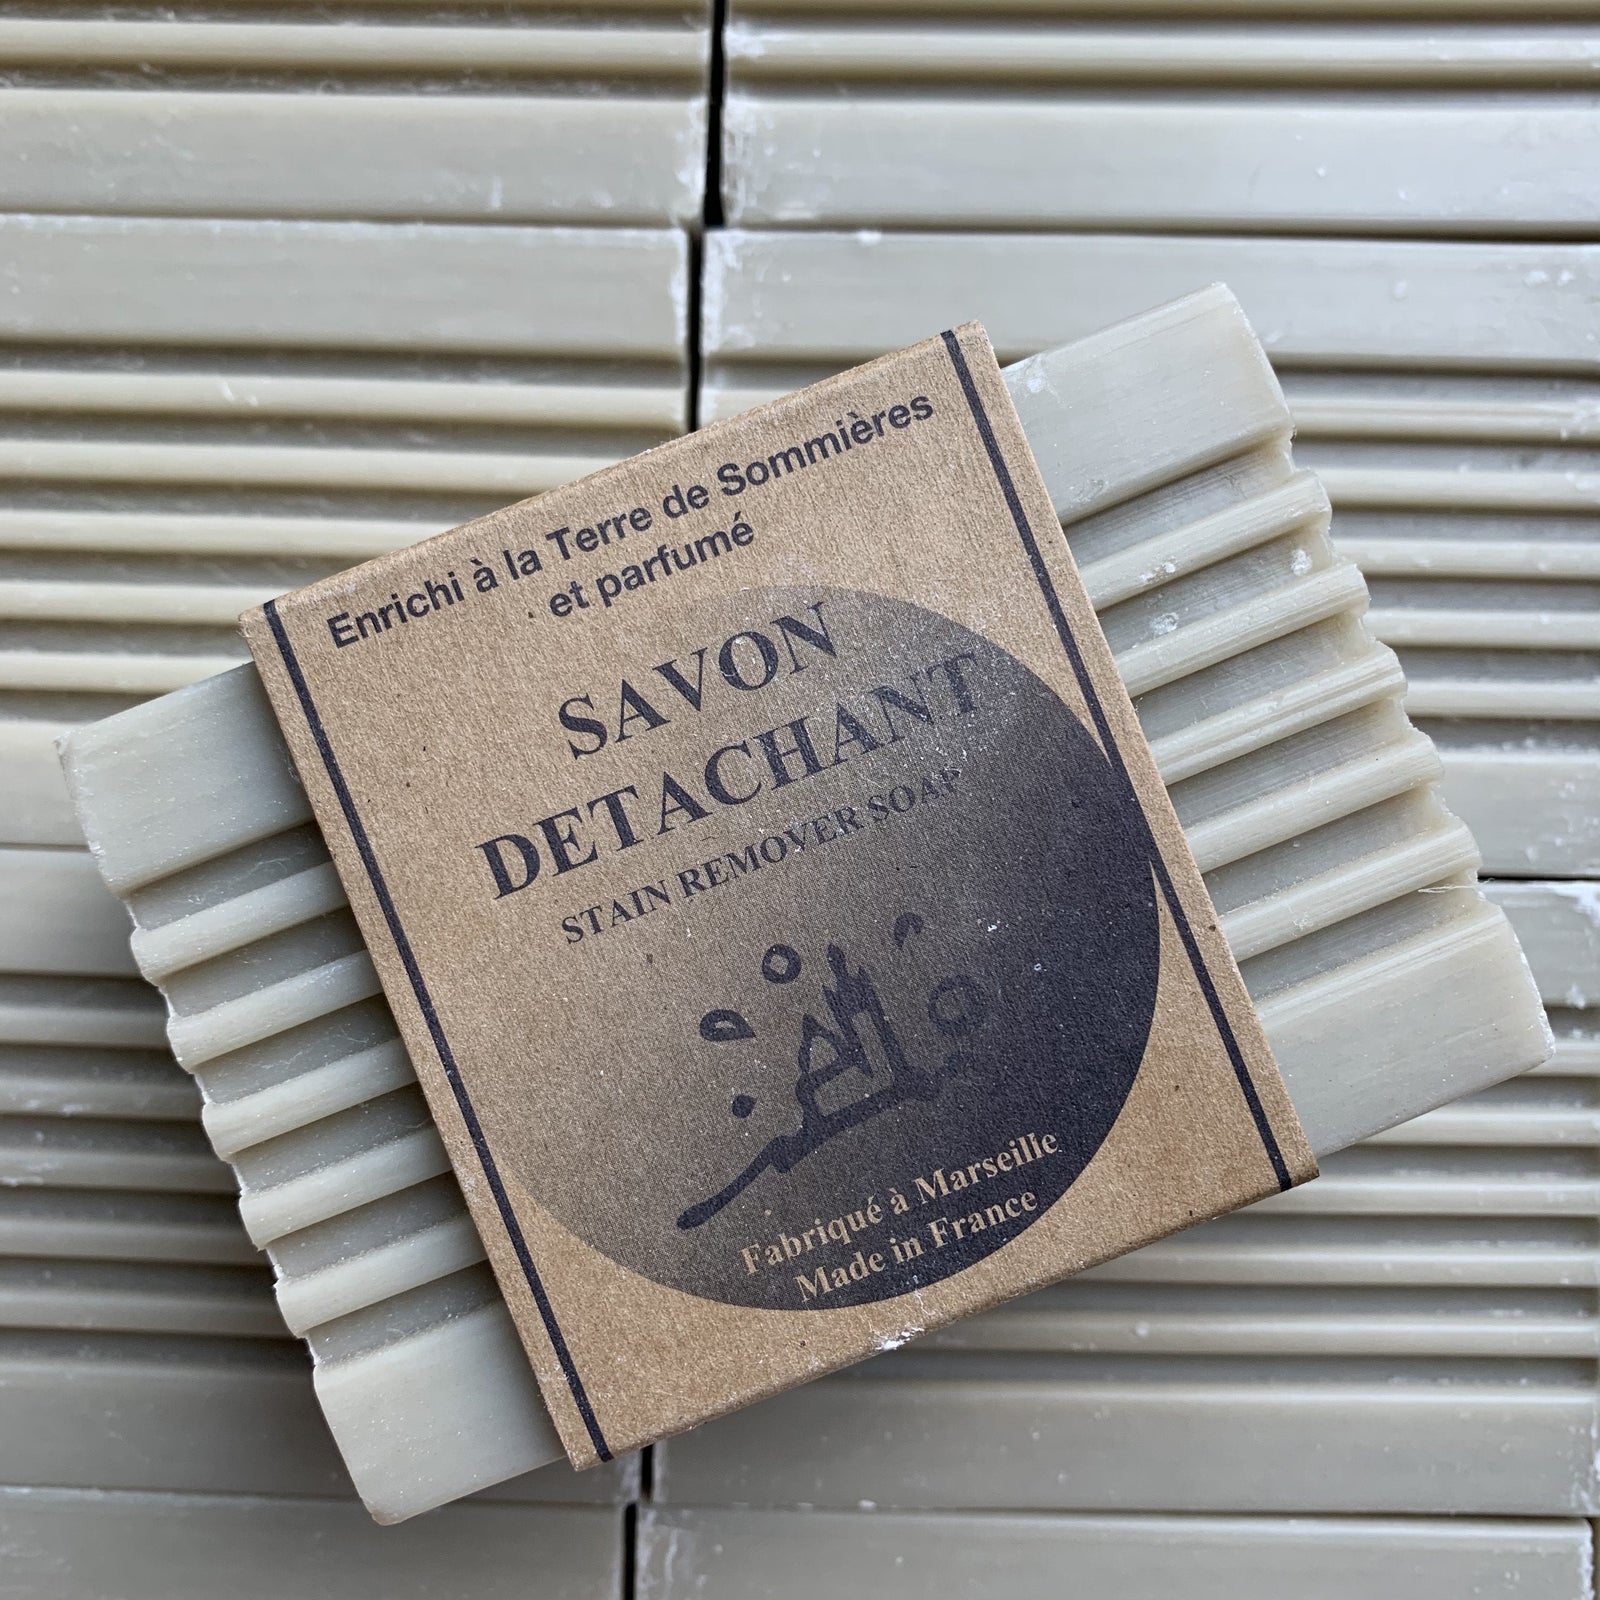 Enrichi à la Terre de Sommières
et parfumé
SAVON
DETACHANT
STAIN REMOVER SOAP
Fabriqué à Marseille
Made in France